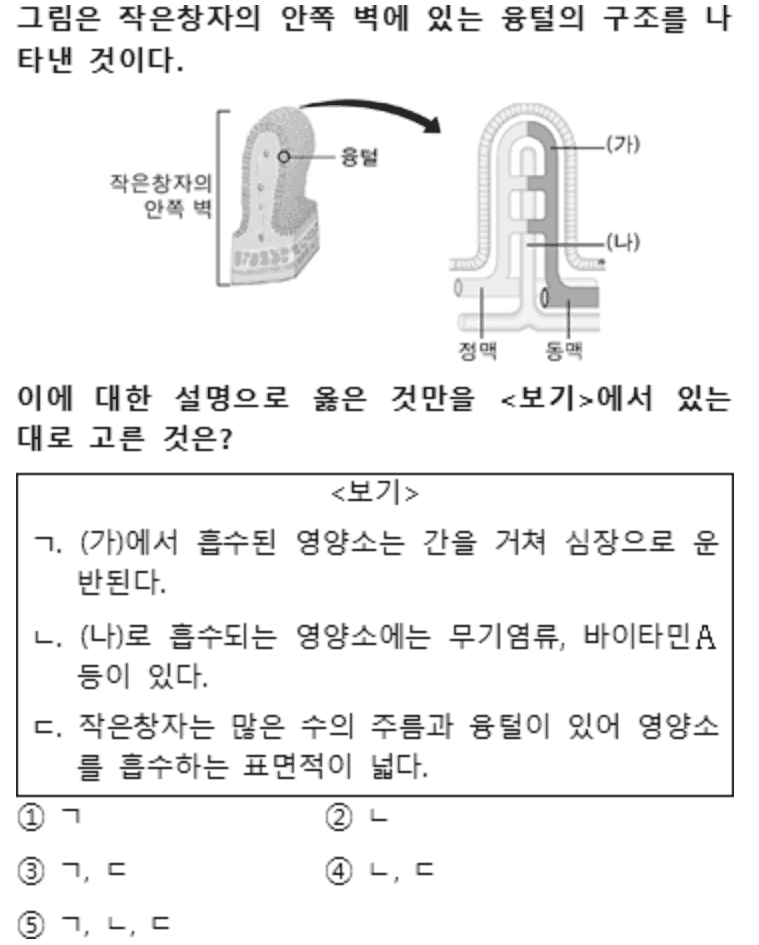 그림은 작은창자의 안쪽 벽에 있는 융털의 구조를 나
타낸 것이다.
작은창자의
안쪽 벽
융털
(가)
(나)
정맥
동맥
이에 대한 설명으로 옳은 것만을 <보기>에서 있는
대로 고른 것은?
<보기>
ㄱ. (가)에서 흡수된 영양소는 간을 거쳐 심장으로 운
반된다.
ㄴ. (나)로 흡수되는 영양소에는 무기염류, 바이타민A
등이 있다.
ㄷ. 작은창자는 많은 수의 주름과 융털이 있어 영양소
를 흡수하는 표면적이 넓다.
① ㄱ ② ㄴ
③ ㄱ, ㄷ ④ ㄴ, ㄷ
⑤ ㄱ, ㄴ, ㄷ